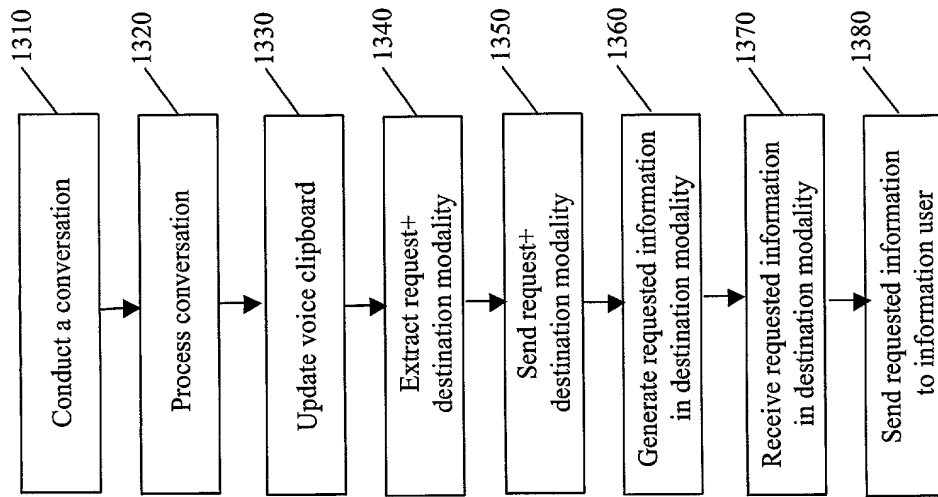 1310
Conduct a conversation
1320
Process conversation
1330
Update voice clipboard
1340
Extract request+
destination modality
1350
Send request+
destination modality
1360
Generate requested information
in destination modality
1370
Receive requested information
in destination modality
1380
Send requested information
to information user